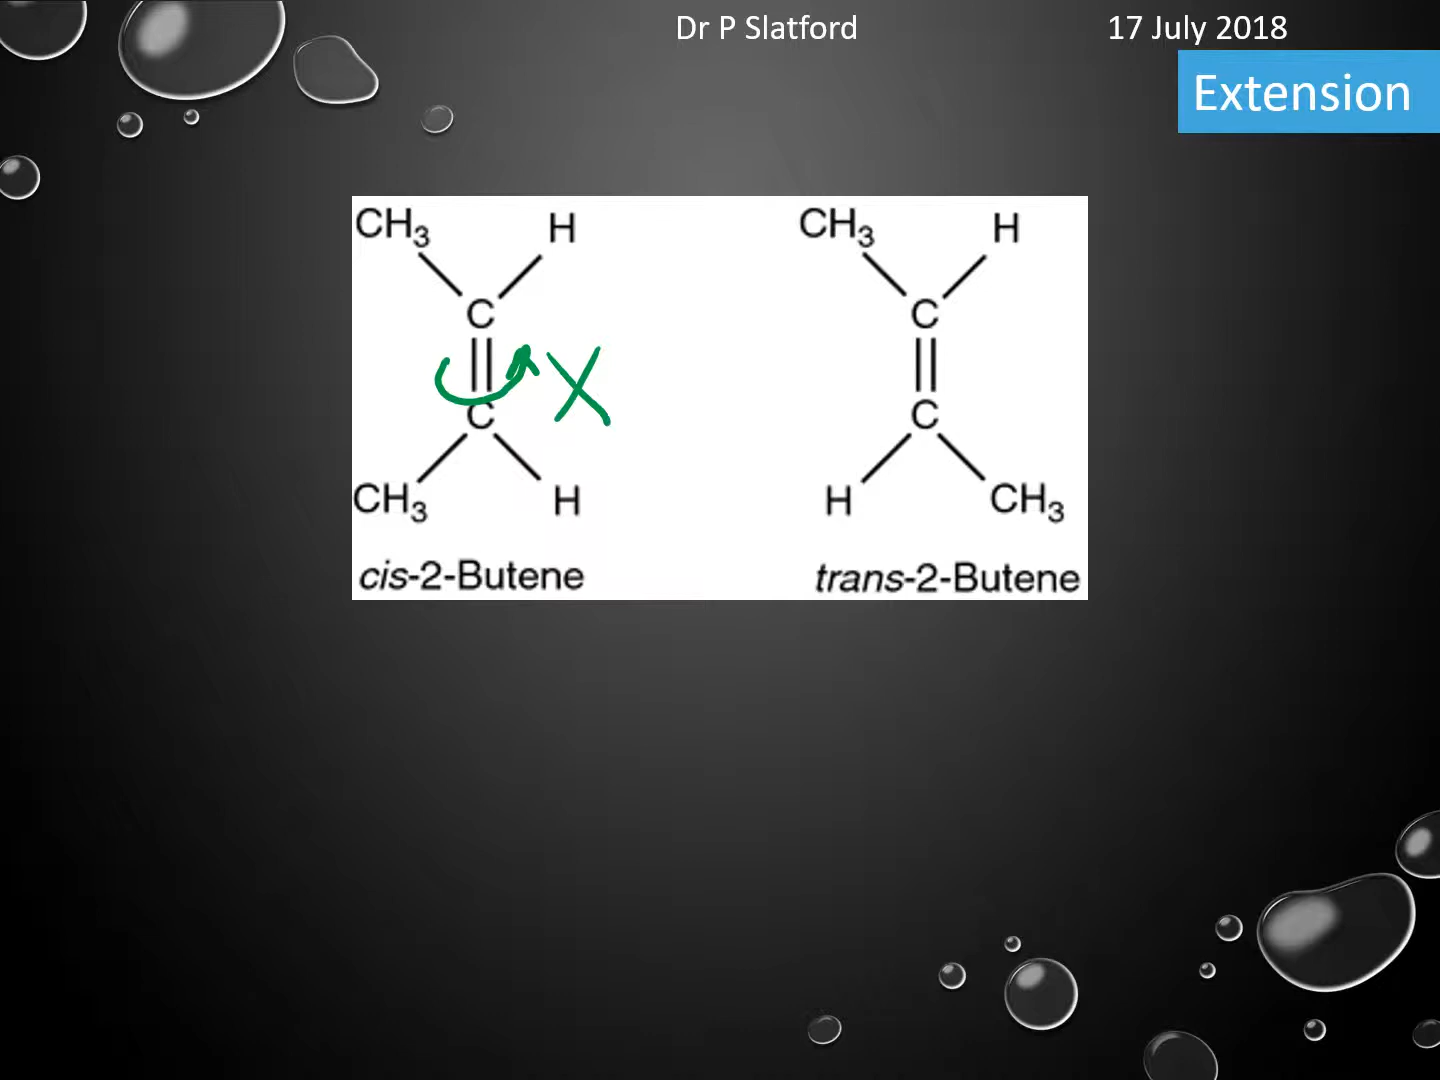 Dr P Slatford 17 July 2018
Extension
CH₃ H CH₃ H
C C
X
C C
CH₃ H H CH₃
cis-2-Butene trans-2-Butene